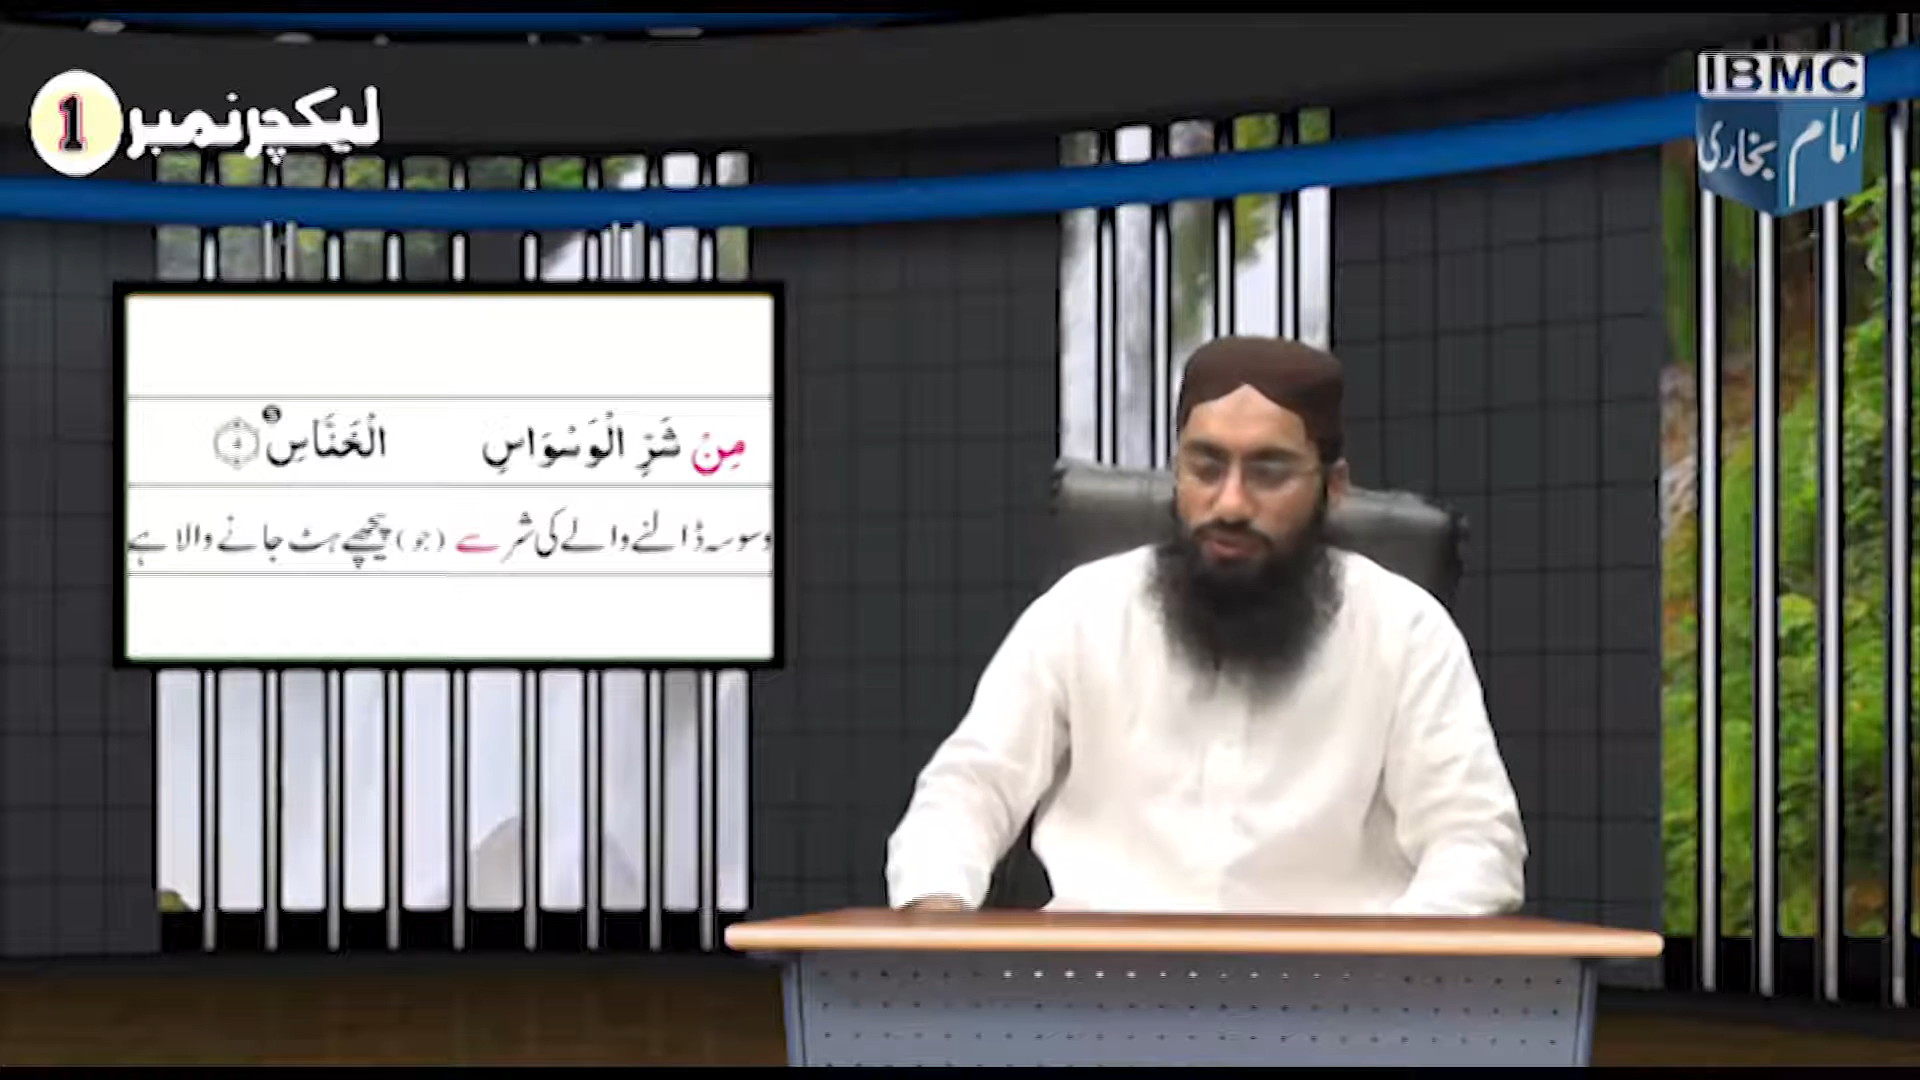 لیکچر نمبر 1
IBMC
امام بخاری
مِنْ شَرِّ الْوَسْوَاسِ الْخَنَّاسِ
وسوسہ ڈالنے والے کی شر سے (جو) پیچھے ہٹ جانے والا ہے